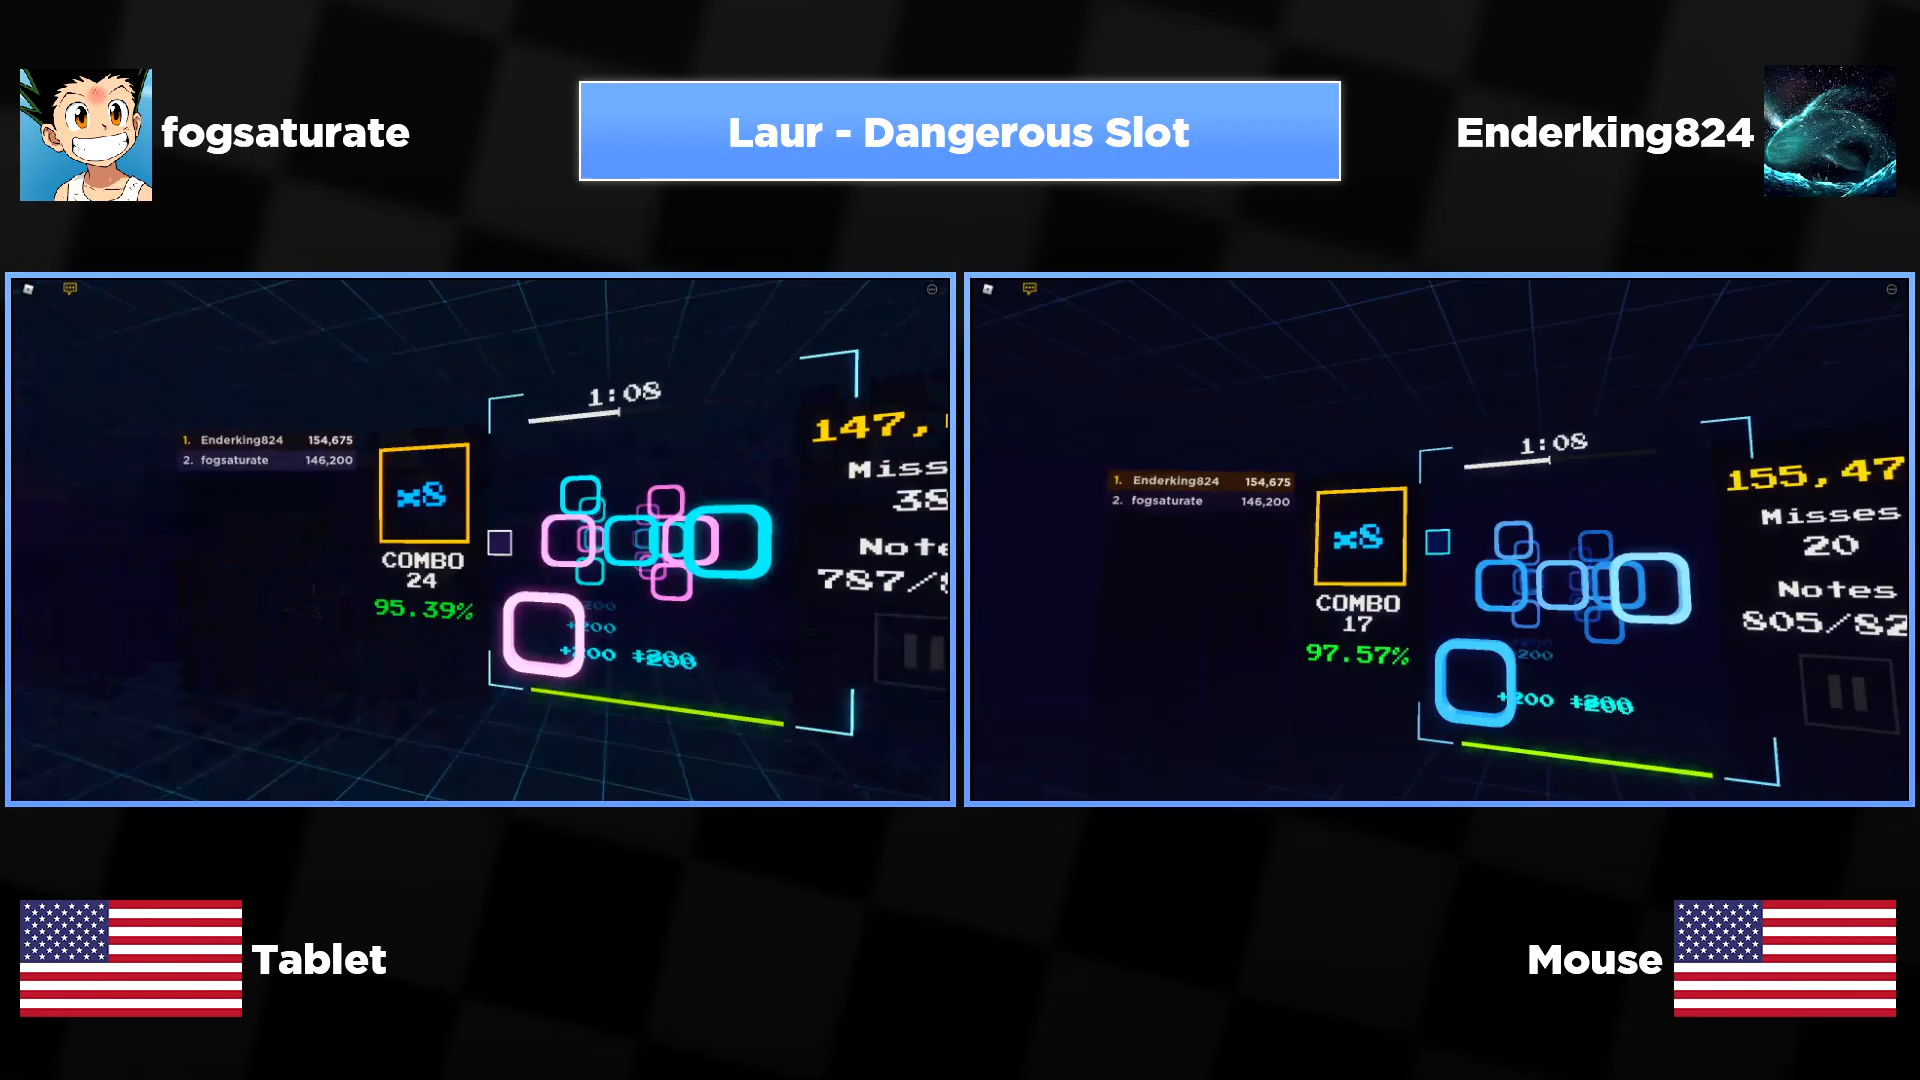 fogsaturate
Laur - Dangerous Slot
Enderking824
1:08
1. Enderking824 154,675
2. fogsaturate 146,200
x8
COMBO
24
95.39%
147,
Miss
38
Note
787/
+200
+200
1:08
1. Enderking824 154,675
2. fogsaturate 146,200
x8
COMBO
17
97.57%
155,47
Misses
20
Notes
805/82
+200
Tablet
Mouse